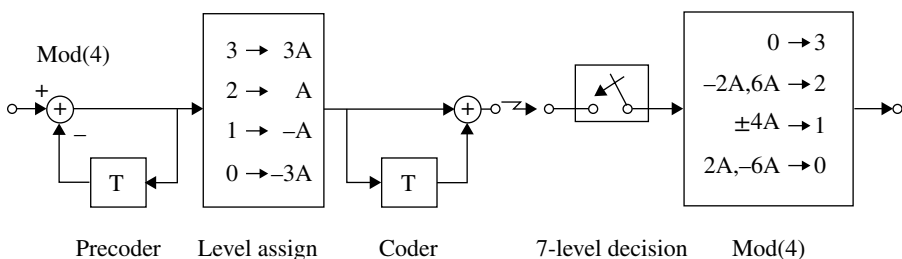 Mod(4)
+
+
−
T
3 → 3A
2 → A
1 → −A
0 → −3A
+
T
0 → 3
−2A,6A → 2
±4A → 1
2A,−6A → 0
Precoder
Level assign
Coder
7-level decision
Mod(4)